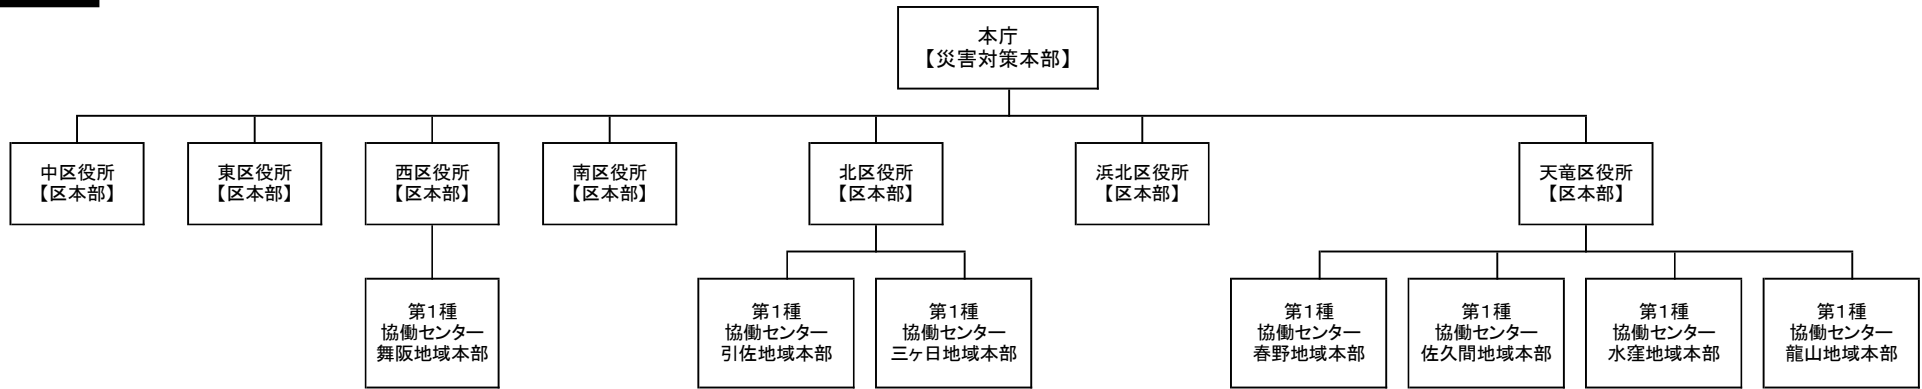 本庁
【災害対策本部】
中区役所
【区本部】
東区役所
【区本部】
西区役所
【区本部】
南区役所
【区本部】
北区役所
【区本部】
浜北区役所
【区本部】
天竜区役所
【区本部】
第1種
協働センター
舞阪地域本部
第1種
協働センター
引佐地域本部
第1種
協働センター
三ヶ日地域本部
第1種
協働センター
春野地域本部
第1種
協働センター
佐久間地域本部
第1種
協働センター
水窪地域本部
第1種
協働センター
龍山地域本部